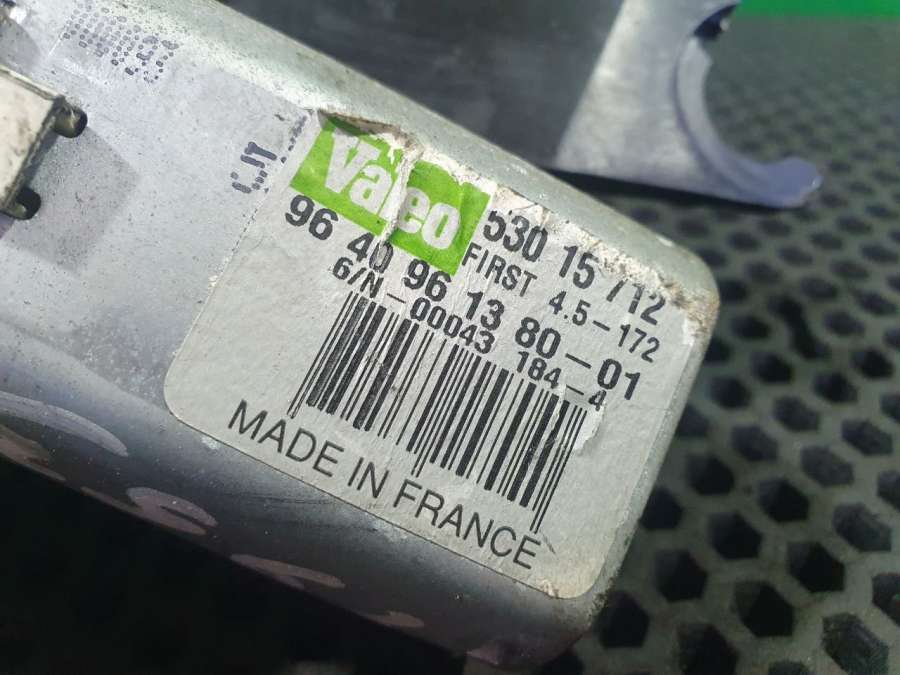 Valeo
530 15 712
FIRST 4.5-172
96 40 96 13 80-01
6/N-00043 184-4
MADE IN FRANCE